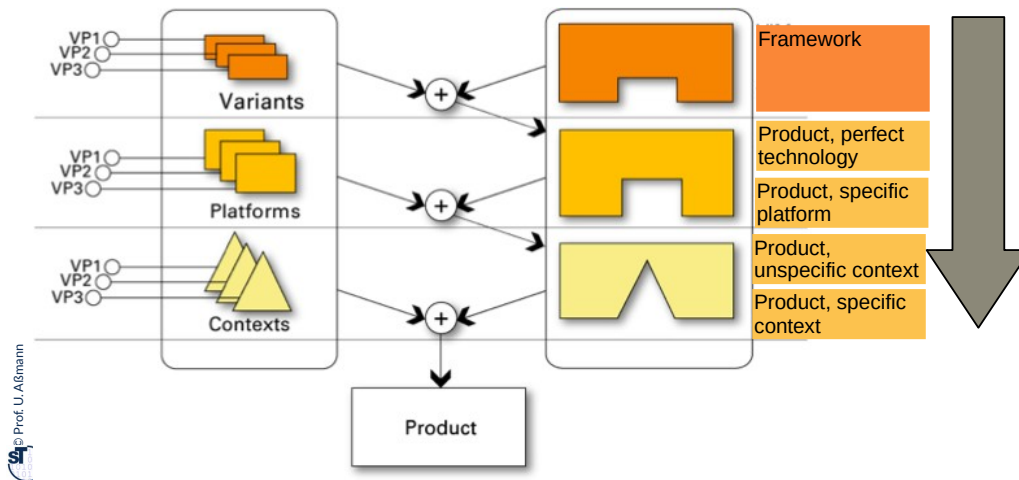 VP1
VP2
VP3
Variants
+
Framework
VP1
VP2
VP3
Platforms
+
Product, perfect
technology
Product, specific
platform
VP1
VP2
VP3
Contexts
+
Product,
unspecific context
Product, specific
context
Product
© Prof. U. Aßmann
ST